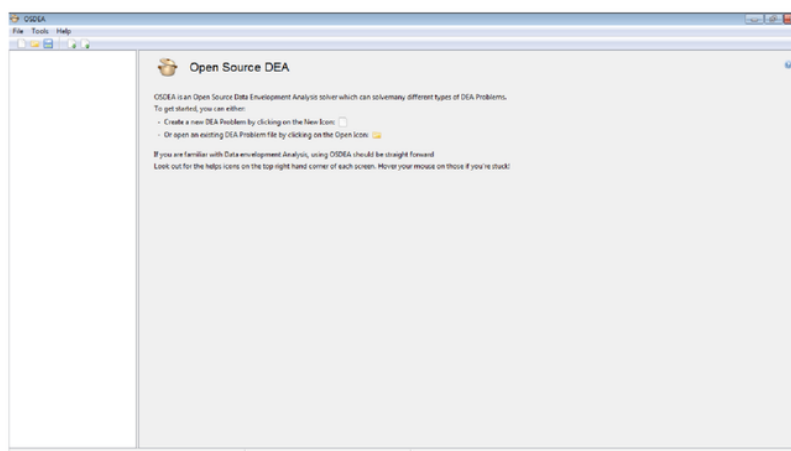 OSDEA
File Tools Help
Open Source DEA
OSDEA is an Open Source Data Envelopment Analysis solver which can solvemany different types of DEA Problems.
To get started, you can either:
- Create a new DEA Problem by clicking on the New Icon:
- Or open an existing DEA Problem file by clicking on the Open Icon:
If you are familiar with Data envelopment Analysis, using OSDEA should be straight forward
Look out for the helps icons on the top right hand corner of each screen. Hover your mouse on those if you're stuck!